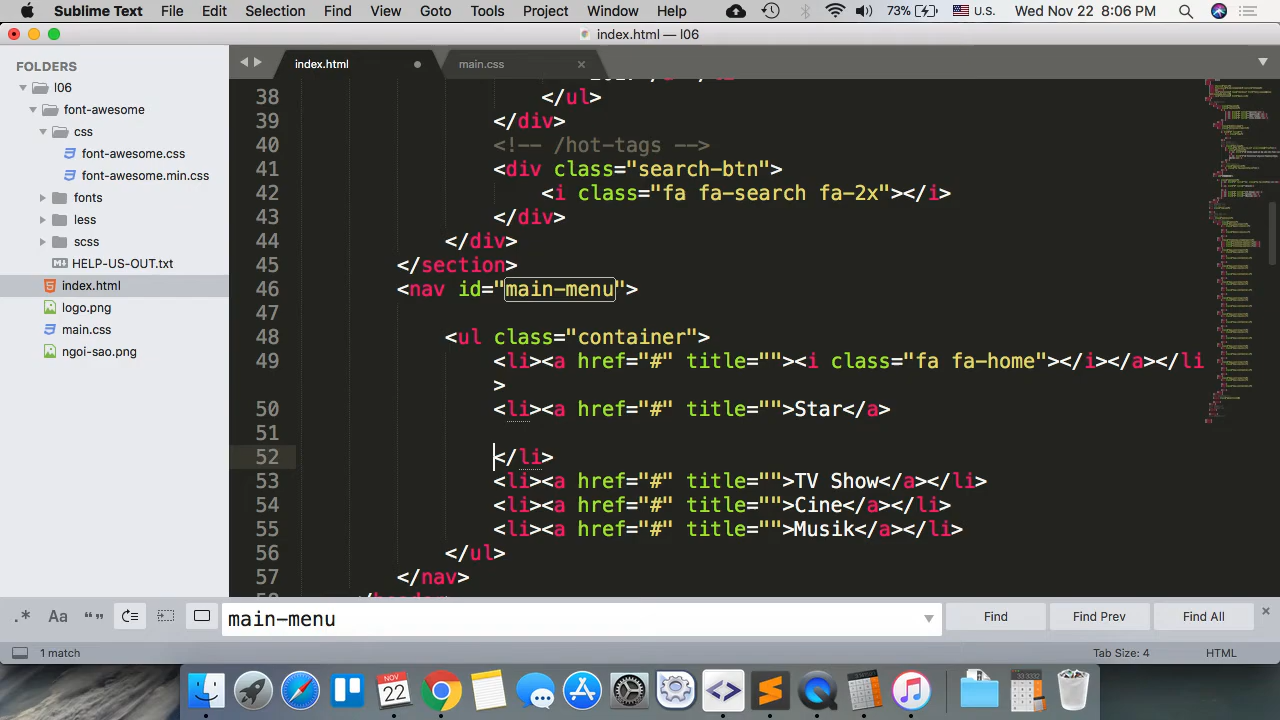 Sublime Text File Edit Selection Find View Goto Tools Project Window Help 73% U.S. Wed Nov 22 8:06 PM
index.html — l06
FOLDERS
l06
font-awesome
css
font-awesome.css
font-awesome.min.css
fonts
less
scss
HELP-US-OUT.txt
index.html
logo.png
main.css
ngoi-sao.png
index.html main.css
38 </ul>
39 </div>
40 <!-- /hot-tags -->
41 <div class="search-btn">
42 <i class="fa fa-search fa-2x"></i>
43 </div>
44 </div>
45 </section>
46 <nav id="main-menu">
47
48 <ul class="container">
49 <li><a href="#" title=""><i class="fa fa-home"></i></a></li
>
50 <li><a href="#" title="">Star</a>
51
52 </li>
53 <li><a href="#" title="">TV Show</a></li>
54 <li><a href="#" title="">Cine</a></li>
55 <li><a href="#" title="">Musik</a></li>
56 </ul>
57 </nav>
.* Aa "" main-menu Find Find Prev Find All
1 match Tab Size: 4 HTML
NOV
22